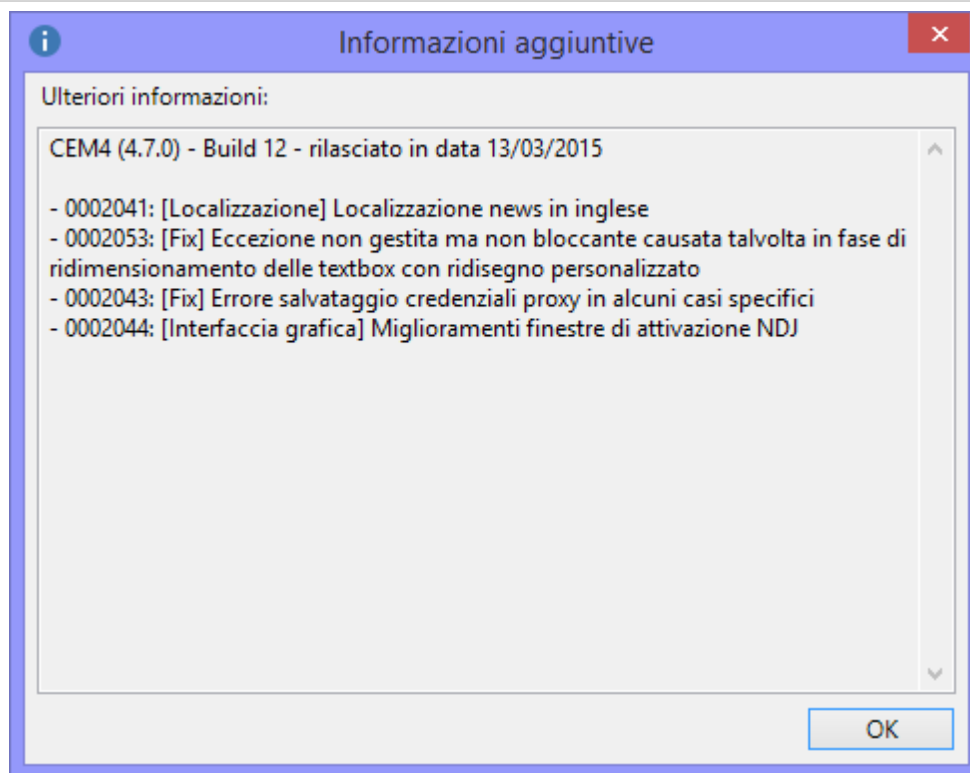 Informazioni aggiuntive
Ulteriori informazioni:
CEM4 (4.7.0) - Build 12 - rilasciato in data 13/03/2015
- 0002041: [Localizzazione] Localizzazione news in inglese
- 0002053: [Fix] Eccezione non gestita ma non bloccante causata talvolta in fase di
ridimensionamento delle textbox con ridisegno personalizzato
- 0002043: [Fix] Errore salvataggio credenziali proxy in alcuni casi specifici
- 0002044: [Interfaccia grafica] Miglioramenti finestre di attivazione NDJ
OK